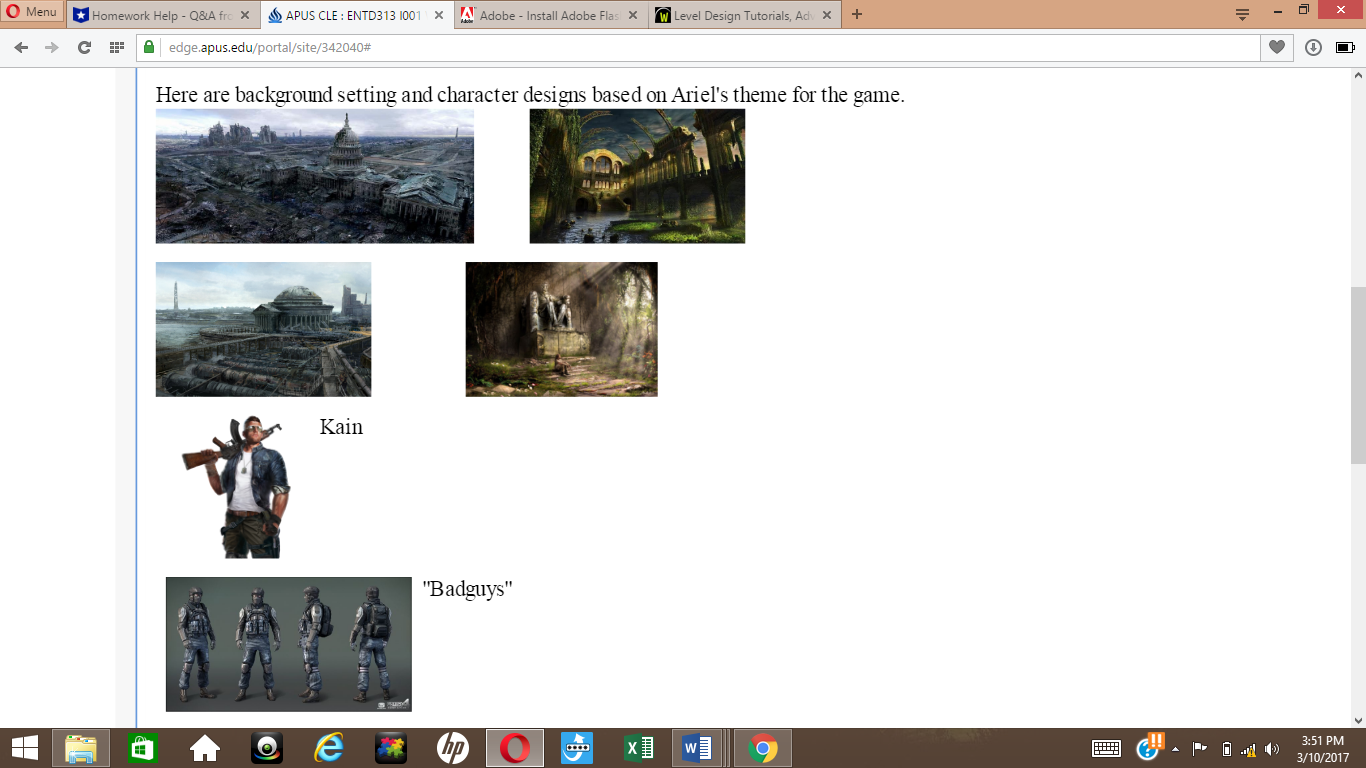 Menu
Homework Help - Q&A fro
APUS CLE : ENTD313 I001
Adobe - Install Adobe Flas
Level Design Tutorials, Adv
edge.apus.edu/portal/site/342040#
Here are background setting and character designs based on Ariel's theme for the game.
Kain
"Badguys"
3:51 PM
3/10/2017